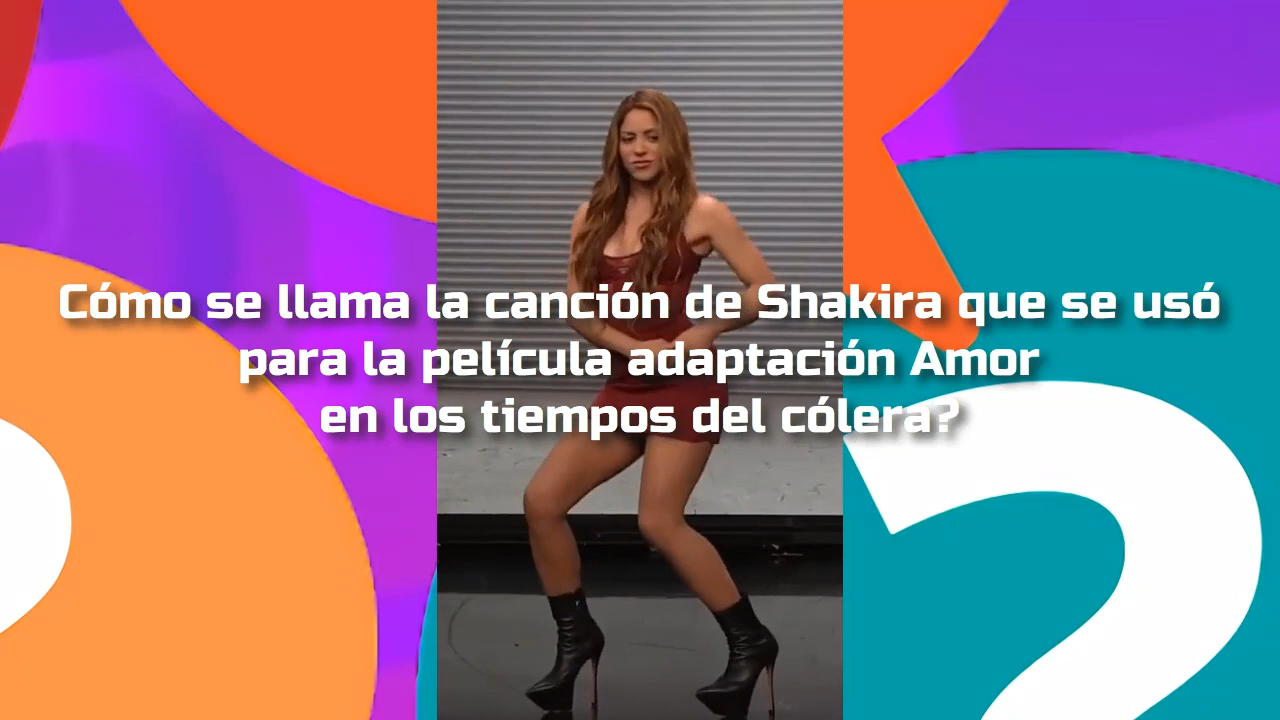 Cómo se llama la canción de Shakira que se usó
para la película adaptación Amor
en los tiempos del cólera?